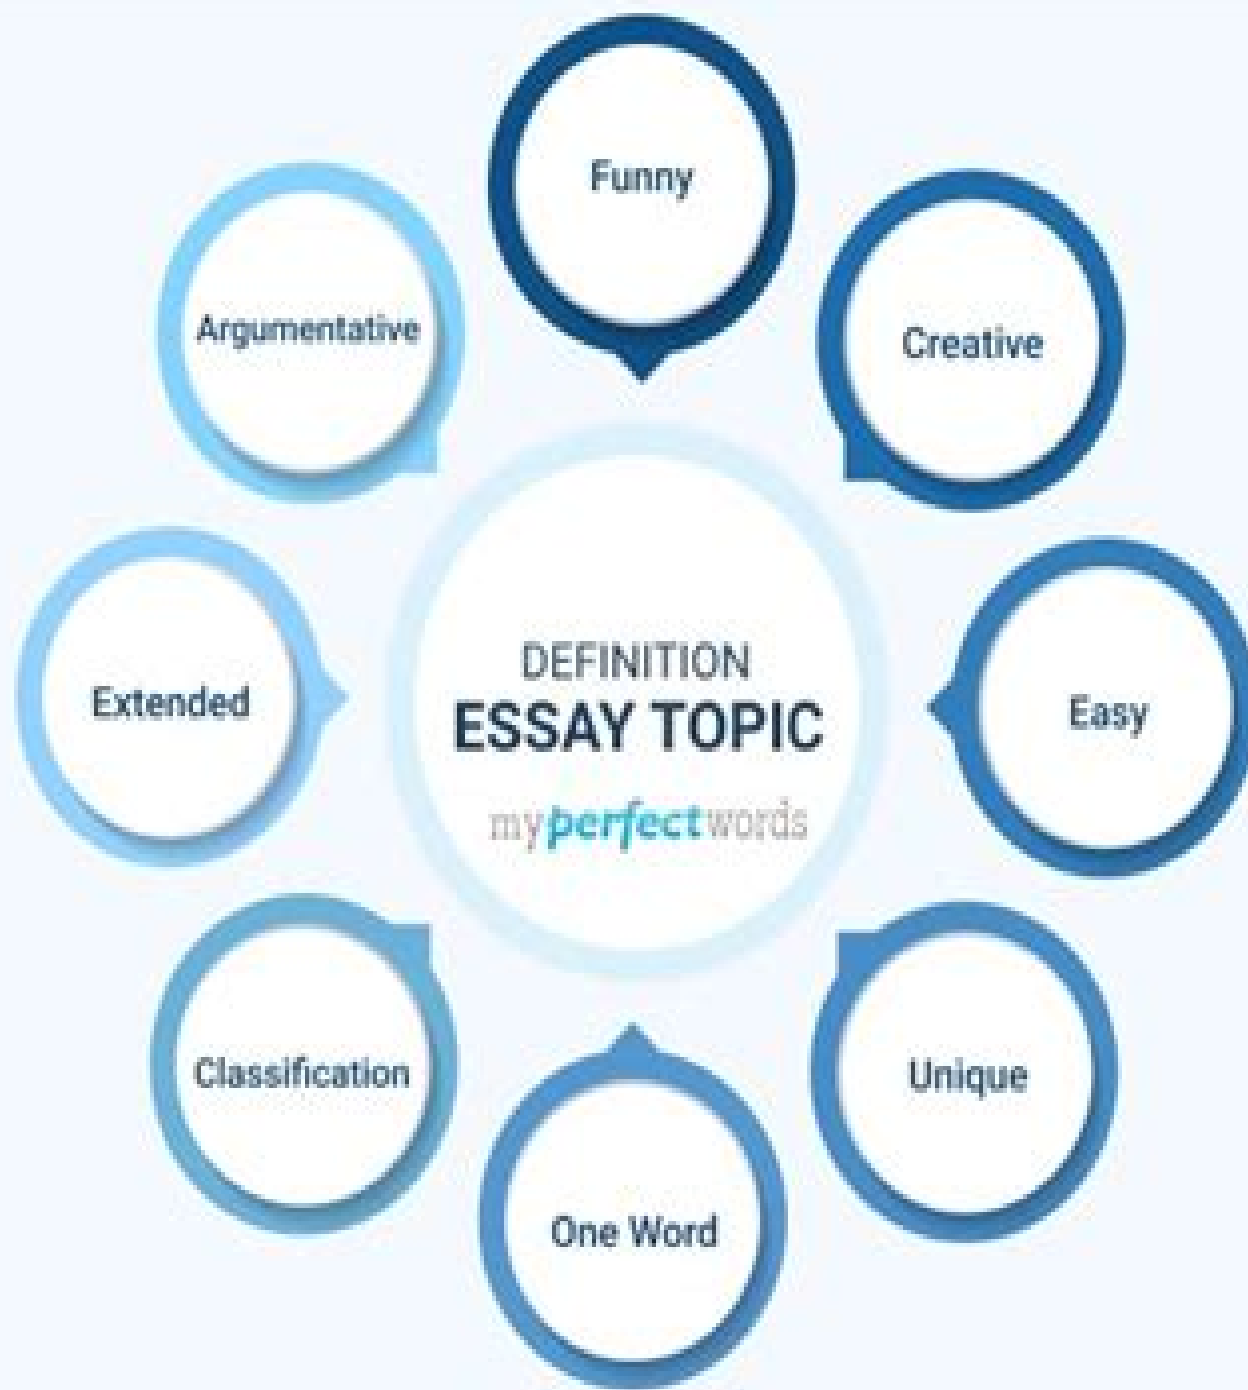 Funny
Creative
Argumentative
Extended
Easy
DEFINITION
ESSAY TOPIC
myperfectwords
Classification
Unique
One Word